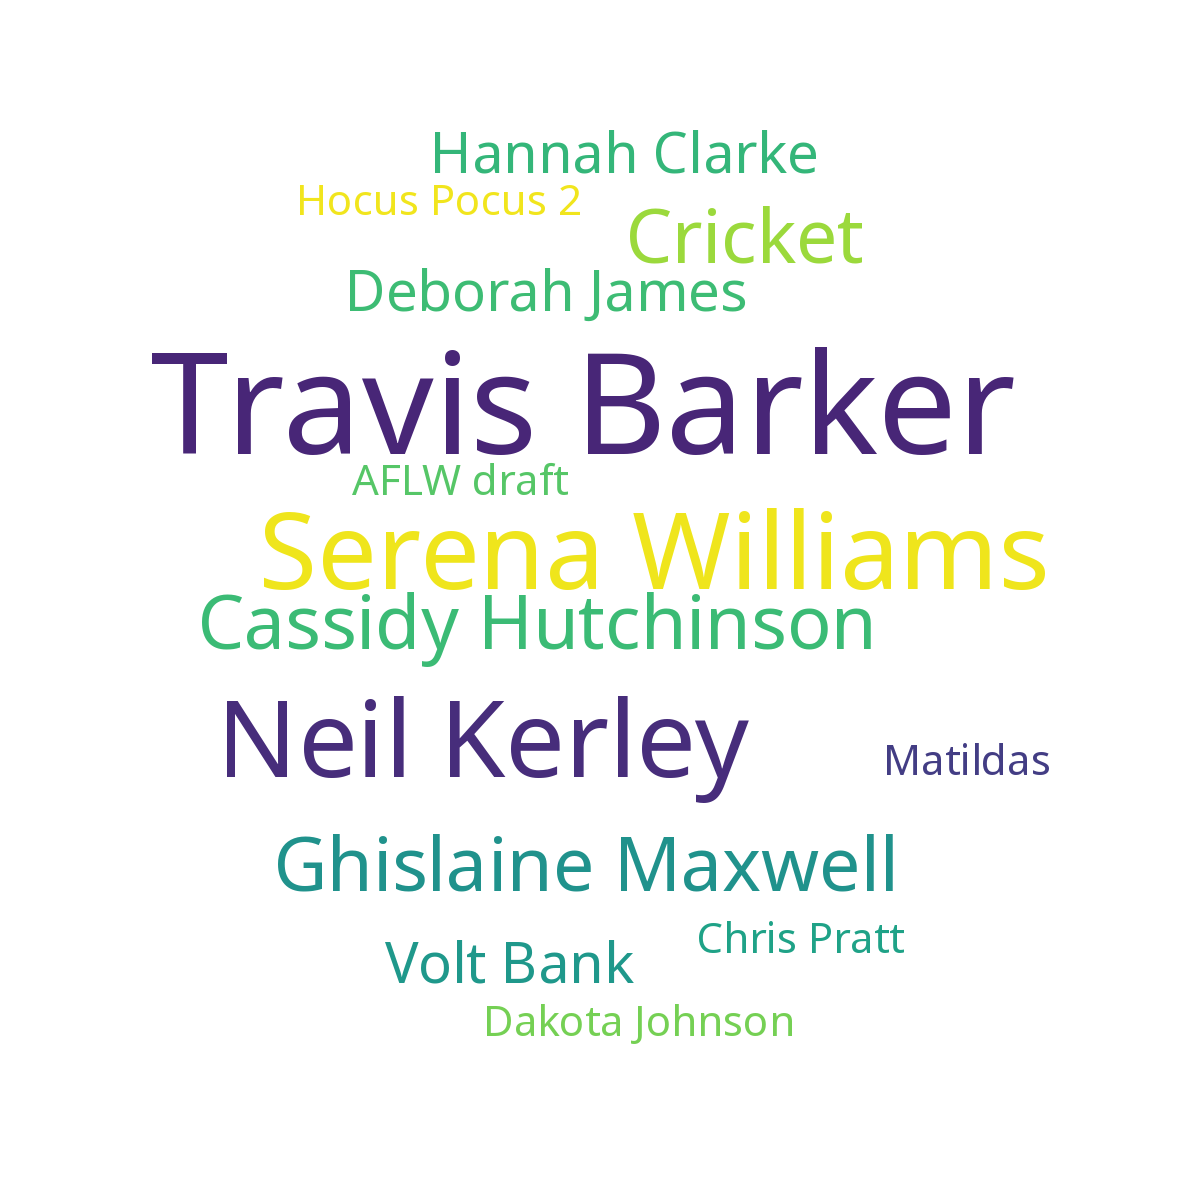 Hannah Clarke
Hocus Pocus 2
Cricket
Deborah James
Travis Barker
AFLW draft
Serena Williams
Cassidy Hutchinson
Neil Kerley
Matildas
Ghislaine Maxwell
Chris Pratt
Volt Bank
Dakota Johnson